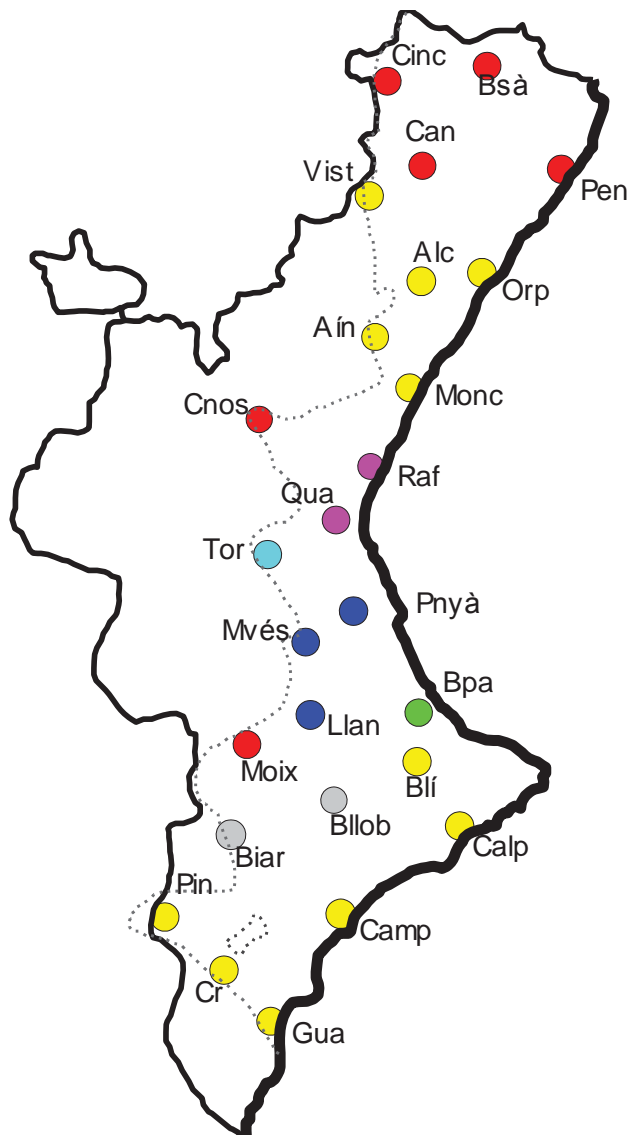 Cinc
Bsà
Can
Vist
Pen
Alc
Orp
Aín
Monc
Cnos
Raf
Qua
Tor
Pnyà
Mvés
Bpa
Llan
Moix
Blí
Bllob
Calp
Biar
Pin
Camp
Cr
Gua